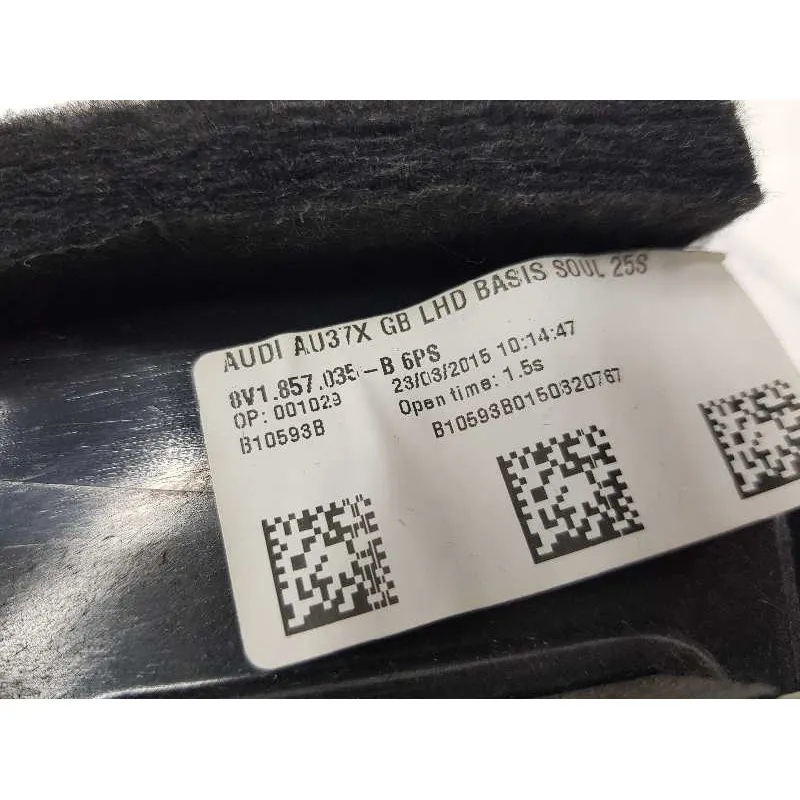 AUDI AU37X GB LHD BASIS SOUL 25S
8V1.857.035-B 6PS
23/03/2015 10:14:47
OP: 001029
Open time: 1.5s
B10593B
B10593B0150320767